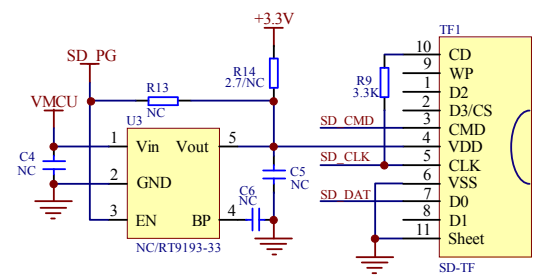 +3.3V
TF1
SD_PG
10 CD
R14
2.7/NC
9 WP
R13
NC
R9
3.3K
1 D2
2 D3/CS
VMCU
U3
SD_CMD 3 CMD
1 Vin Vout 5
4 VDD
C4
NC
SD_CLK 5 CLK
C5
NC
2 GND
6 VSS
C6
NC
SD_DAT 7 D0
3 EN BP 4
8 D1
11 Sheet
NC/RT9193-33
SD-TF